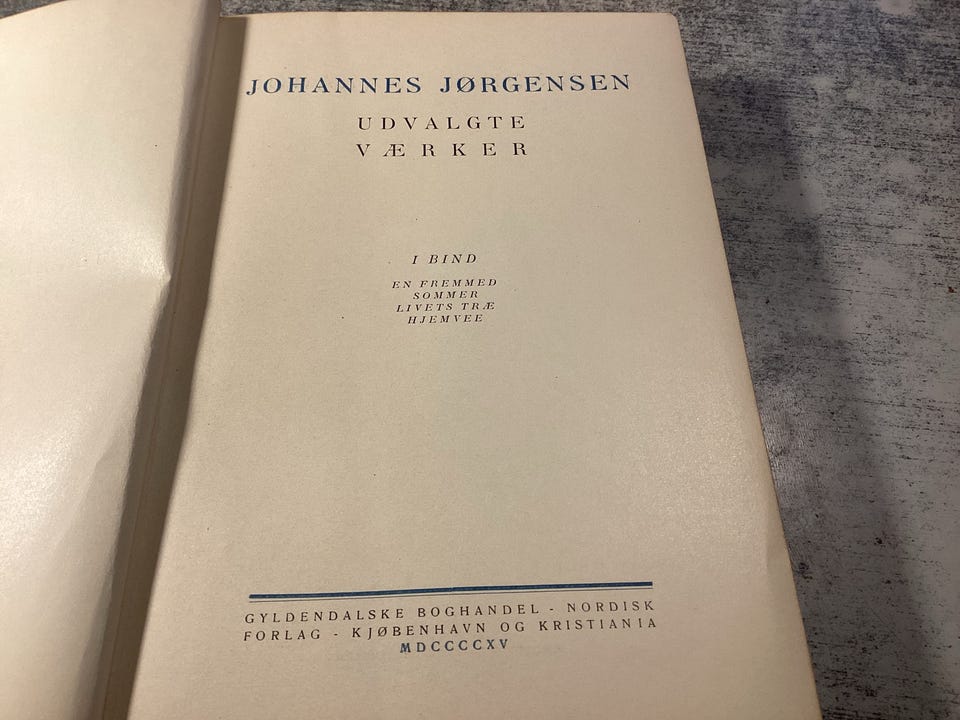 JOHANNES JØRGENSEN
UDVALGTE
VÆRKER
I BIND
EN FREMMED
SOMMER
LIVETS TRÆ
HJEMVEE
GYLDENDALSKE BOGHANDEL - NORDISK
FORLAG - KJØBENHAVN OG KRISTIANIA
MDCCCCXV